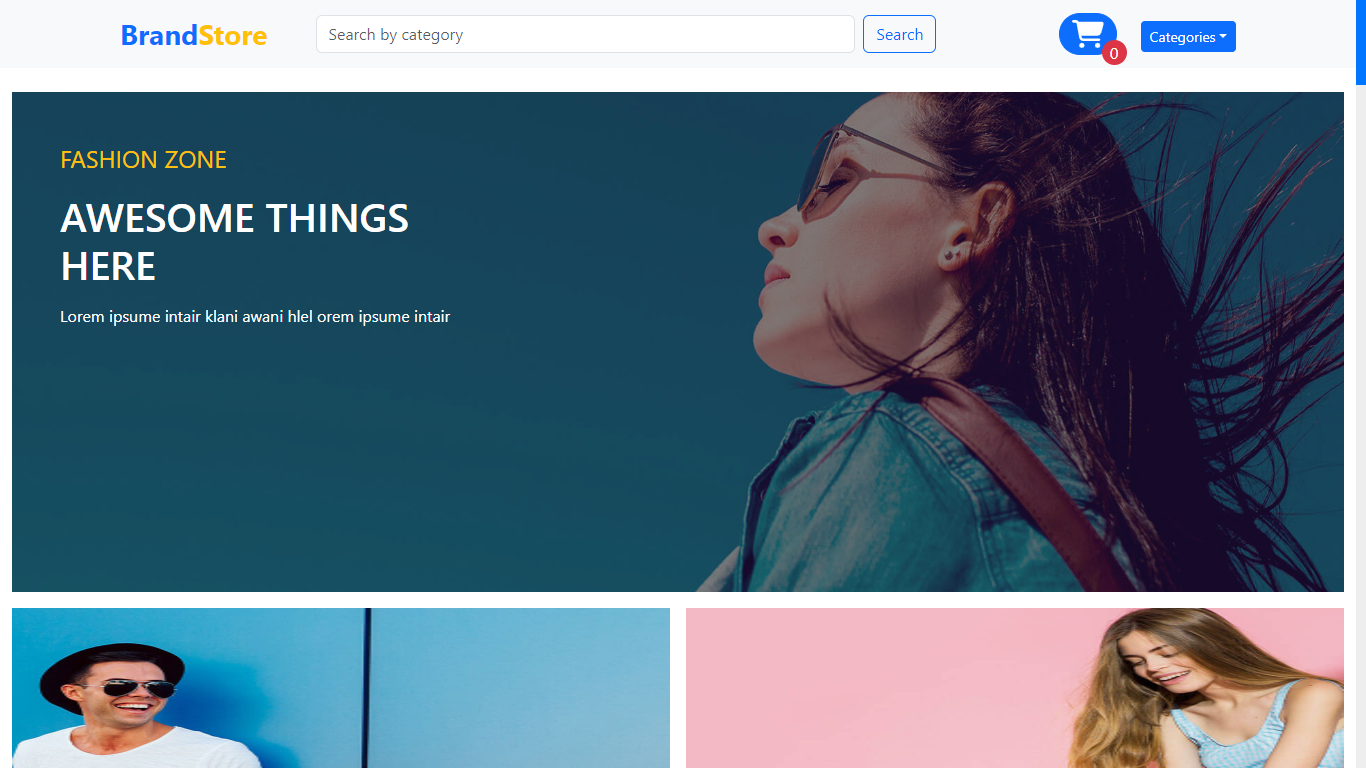 BrandStore
Search by category
Search
0
Categories
FASHION ZONE
AWESOME THINGS
HERE
Lorem ipsume intair klani awani hlel orem ipsume intair